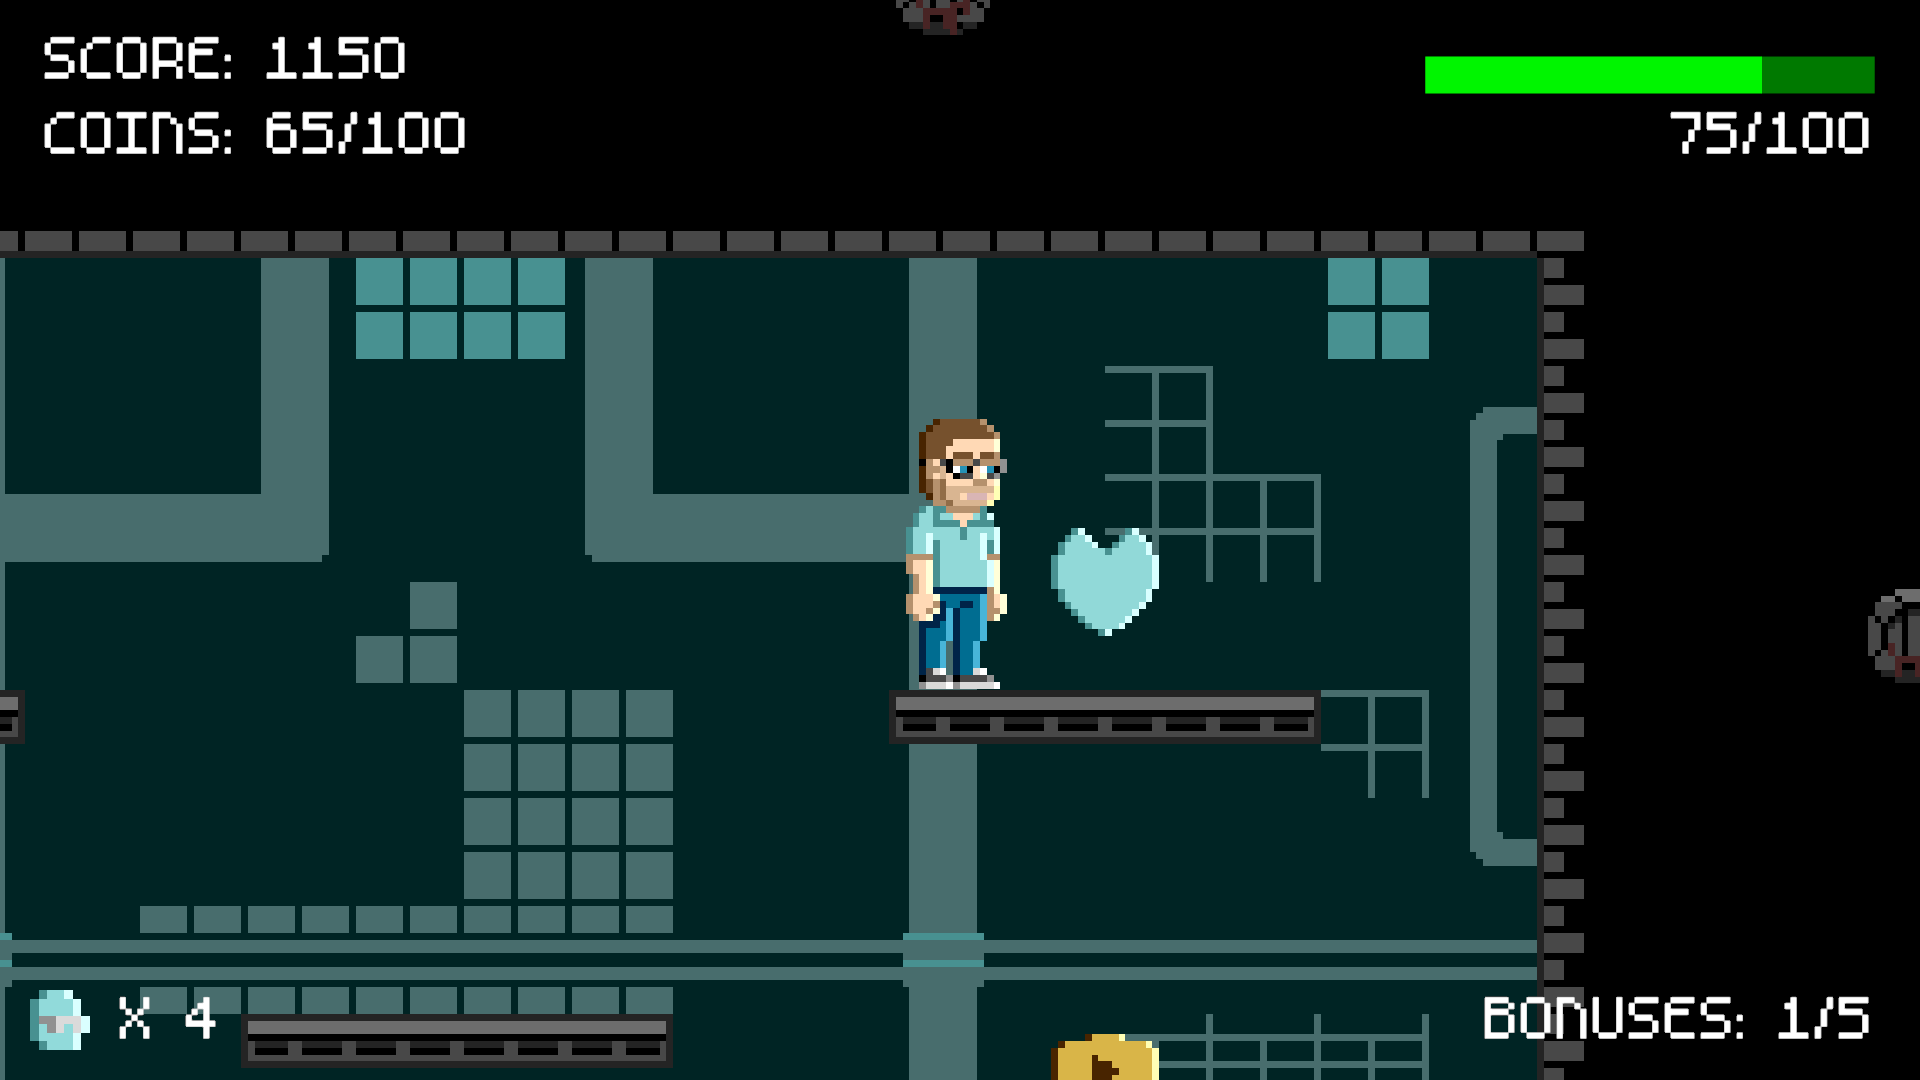 SCORE: 1150
COINS: 65/100
75/100
X 4
BONUSES: 1/5